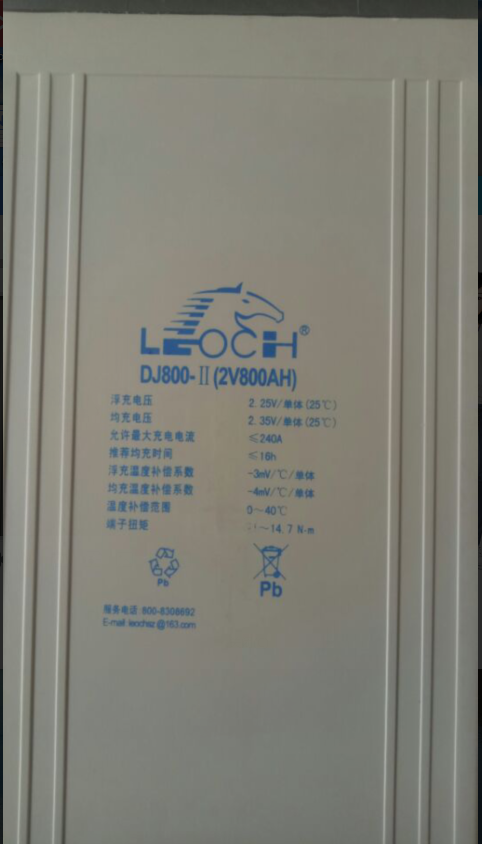 LEOCH®
DJ800-II(2V800AH)
浮充电压 2.25V/单体(25℃)
均充电压 2.35V/单体(25℃)
允许最大充电电流 ≤240A
推荐均充时间 ≤16h
浮充温度补偿系数 -3mV/℃/单体
均充温度补偿系数 -4mV/℃/单体
温度补偿范围 0~40℃
端子扭矩 ~14.7 N-m
Pb
Pb
服务电话:800-8306692
E-mail: leochsz@163.com